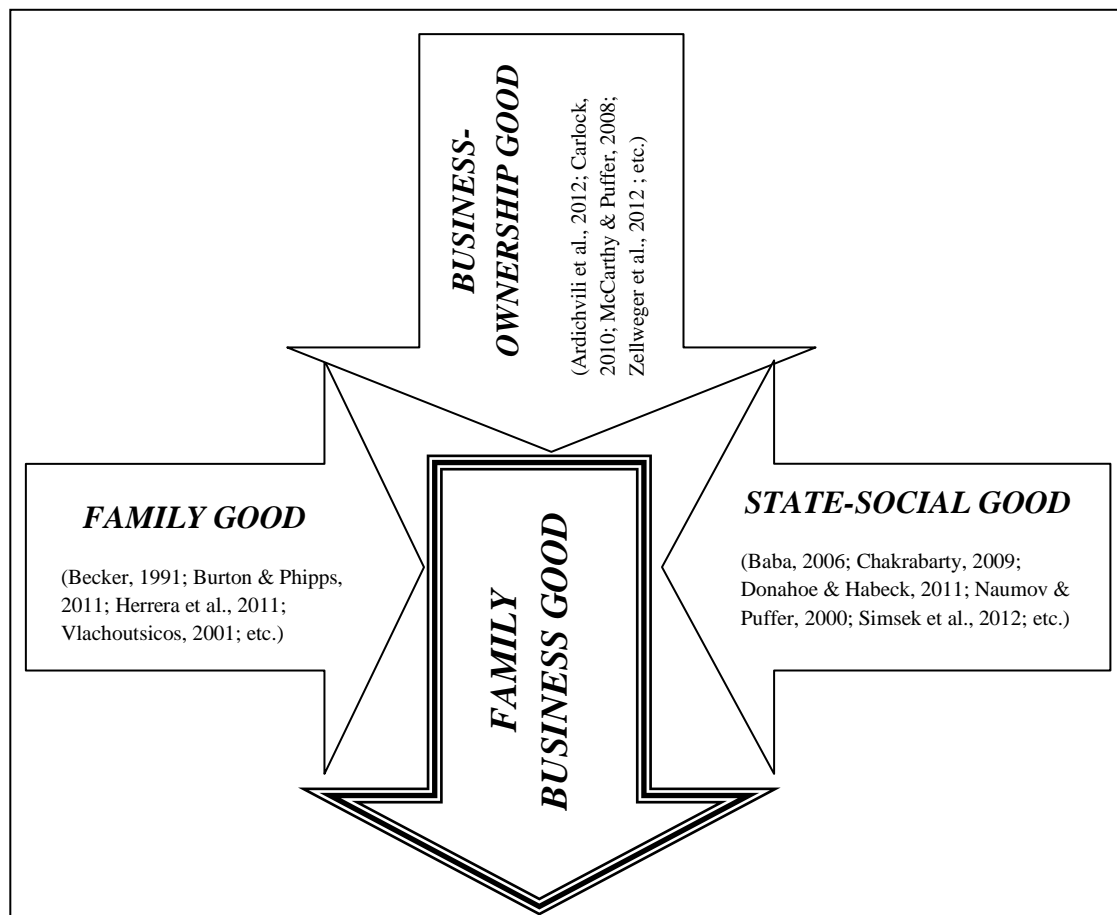 BUSINESS-
OWNERSHIP GOOD
(Ardichvili et al., 2012; Carlock,
2010; McCarthy & Puffer, 2008;
Zellweger et al., 2012 ; etc.)
FAMILY GOOD
(Becker, 1991; Burton & Phipps,
2011; Herrera et al., 2011;
Vlachoutsicos, 2001; etc.)
STATE-SOCIAL GOOD
(Baba, 2006; Chakrabarty, 2009;
Donahoe & Habeck, 2011; Naumov &
Puffer, 2000; Simsek et al., 2012; etc.)
FAMILY
BUSINESS GOOD